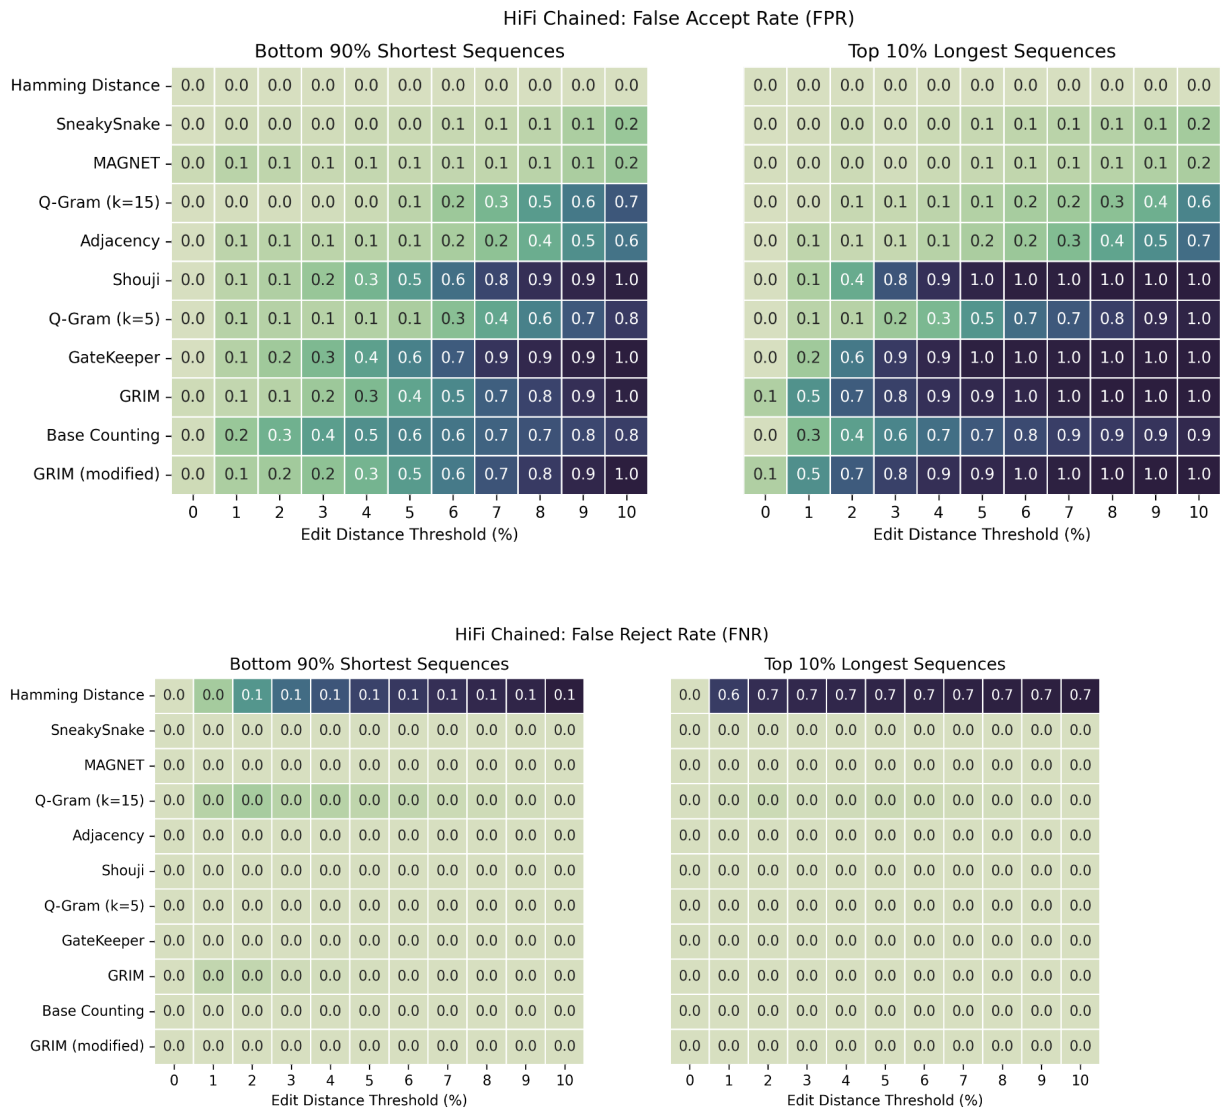 HiFi Chained: False Accept Rate (FPR)
Bottom 90% Shortest Sequences Top 10% Longest Sequences
Hamming Distance 0.0 0.0 0.0 0.0 0.0 0.0 0.0 0.0 0.0 0.0 0.0 0.0 0.0 0.0 0.0 0.0 0.0 0.0 0.0 0.0 0.0 0.0
SneakySnake 0.0 0.0 0.0 0.0 0.0 0.0 0.1 0.1 0.1 0.1 0.2 0.0 0.0 0.0 0.0 0.0 0.1 0.1 0.1 0.1 0.1 0.2
MAGNET 0.0 0.1 0.1 0.1 0.1 0.1 0.1 0.1 0.1 0.1 0.2 0.0 0.0 0.0 0.0 0.0 0.1 0.1 0.1 0.1 0.1 0.2
Q-Gram (k=15) 0.0 0.0 0.0 0.0 0.0 0.1 0.2 0.3 0.5 0.6 0.7 0.0 0.0 0.0 0.1 0.1 0.1 0.2 0.2 0.3 0.4 0.6
Adjacency 0.0 0.1 0.1 0.1 0.1 0.1 0.2 0.2 0.4 0.5 0.6 0.0 0.1 0.1 0.1 0.1 0.2 0.2 0.3 0.4 0.5 0.7
Shouji 0.0 0.1 0.1 0.2 0.3 0.5 0.6 0.8 0.9 0.9 1.0 0.0 0.1 0.4 0.8 0.9 1.0 1.0 1.0 1.0 1.0 1.0
Q-Gram (k=5) 0.0 0.1 0.1 0.1 0.1 0.1 0.3 0.4 0.6 0.7 0.8 0.0 0.1 0.1 0.2 0.3 0.5 0.7 0.7 0.8 0.9 1.0
GateKeeper 0.0 0.1 0.2 0.3 0.4 0.6 0.7 0.9 0.9 0.9 1.0 0.0 0.2 0.6 0.9 0.9 1.0 1.0 1.0 1.0 1.0 1.0
GRIM 0.0 0.1 0.1 0.2 0.3 0.4 0.5 0.7 0.8 0.9 1.0 0.1 0.5 0.7 0.8 0.9 0.9 1.0 1.0 1.0 1.0 1.0
Base Counting 0.0 0.2 0.3 0.4 0.5 0.6 0.6 0.7 0.7 0.8 0.8 0.0 0.3 0.4 0.6 0.7 0.7 0.8 0.9 0.9 0.9 0.9
GRIM (modified) 0.0 0.1 0.2 0.2 0.3 0.5 0.6 0.7 0.8 0.9 1.0 0.1 0.5 0.7 0.8 0.9 0.9 1.0 1.0 1.0 1.0 1.0
0 1 2 3 4 5 6 7 8 9 10 0 1 2 3 4 5 6 7 8 9 10
Edit Distance Threshold (%) Edit Distance Threshold (%)
HiFi Chained: False Reject Rate (FNR)
Bottom 90% Shortest Sequences Top 10% Longest Sequences
Hamming Distance 0.0 0.0 0.1 0.1 0.1 0.1 0.1 0.1 0.1 0.1 0.1 0.0 0.6 0.7 0.7 0.7 0.7 0.7 0.7 0.7 0.7 0.7
SneakySnake 0.0 0.0 0.0 0.0 0.0 0.0 0.0 0.0 0.0 0.0 0.0 0.0 0.0 0.0 0.0 0.0 0.0 0.0 0.0 0.0 0.0 0.0
MAGNET 0.0 0.0 0.0 0.0 0.0 0.0 0.0 0.0 0.0 0.0 0.0 0.0 0.0 0.0 0.0 0.0 0.0 0.0 0.0 0.0 0.0 0.0
Q-Gram (k=15) 0.0 0.0 0.0 0.0 0.0 0.0 0.0 0.0 0.0 0.0 0.0 0.0 0.0 0.0 0.0 0.0 0.0 0.0 0.0 0.0 0.0 0.0
Adjacency 0.0 0.0 0.0 0.0 0.0 0.0 0.0 0.0 0.0 0.0 0.0 0.0 0.0 0.0 0.0 0.0 0.0 0.0 0.0 0.0 0.0 0.0
Shouji 0.0 0.0 0.0 0.0 0.0 0.0 0.0 0.0 0.0 0.0 0.0 0.0 0.0 0.0 0.0 0.0 0.0 0.0 0.0 0.0 0.0 0.0
Q-Gram (k=5) 0.0 0.0 0.0 0.0 0.0 0.0 0.0 0.0 0.0 0.0 0.0 0.0 0.0 0.0 0.0 0.0 0.0 0.0 0.0 0.0 0.0 0.0
GateKeeper 0.0 0.0 0.0 0.0 0.0 0.0 0.0 0.0 0.0 0.0 0.0 0.0 0.0 0.0 0.0 0.0 0.0 0.0 0.0 0.0 0.0 0.0
GRIM 0.0 0.0 0.0 0.0 0.0 0.0 0.0 0.0 0.0 0.0 0.0 0.0 0.0 0.0 0.0 0.0 0.0 0.0 0.0 0.0 0.0 0.0
Base Counting 0.0 0.0 0.0 0.0 0.0 0.0 0.0 0.0 0.0 0.0 0.0 0.0 0.0 0.0 0.0 0.0 0.0 0.0 0.0 0.0 0.0 0.0
GRIM (modified) 0.0 0.0 0.0 0.0 0.0 0.0 0.0 0.0 0.0 0.0 0.0 0.0 0.0 0.0 0.0 0.0 0.0 0.0 0.0 0.0 0.0 0.0
0 1 2 3 4 5 6 7 8 9 10 0 1 2 3 4 5 6 7 8 9 10
Edit Distance Threshold (%) Edit Distance Threshold (%)